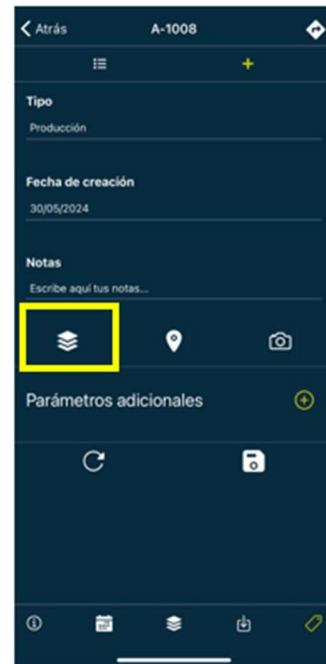 Atrás A-1008
Tipo
Producción
Fecha de creación
30/05/2024
Notas
Escribe aquí tus notas...
Parámetros adicionales